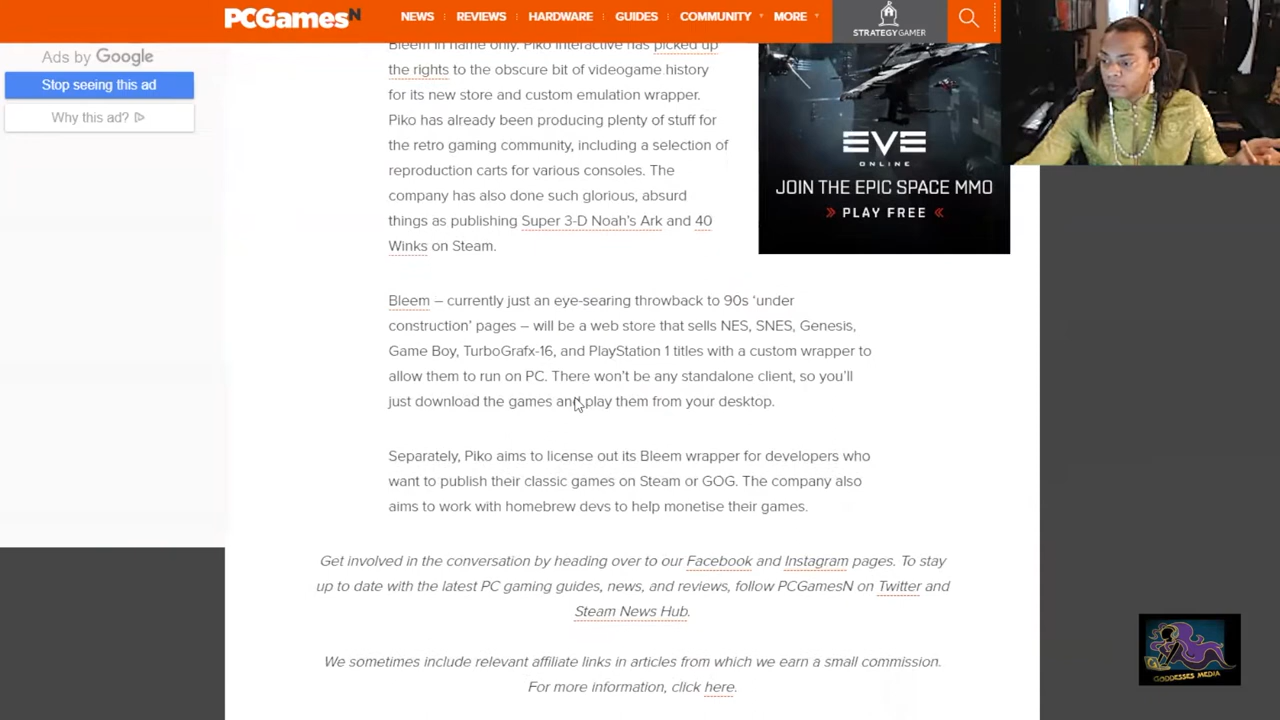 PCGamesN
NEWS
REVIEWS
HARDWARE
GUIDES
COMMUNITY
MORE
STRATEGY GAMER
Ads by Google
Stop seeing this ad
Why this ad?
Bleem in name only. Piko Interactive has picked up
the rights to the obscure bit of videogame history
for its new store and custom emulation wrapper.
Piko has already been producing plenty of stuff for
the retro gaming community, including a selection of
reproduction carts for various consoles. The
company has also done such glorious, absurd
things as publishing Super 3-D Noah's Ark and 40
Winks on Steam.
EVE
ONLINE
JOIN THE EPIC SPACE MMO
» PLAY FREE «
Bleem – currently just an eye-searing throwback to 90s ‘under
construction’ pages – will be a web store that sells NES, SNES, Genesis,
Game Boy, TurboGrafx-16, and PlayStation 1 titles with a custom wrapper to
allow them to run on PC. There won’t be any standalone client, so you’ll
just download the games and play them from your desktop.
Separately, Piko aims to license out its Bleem wrapper for developers who
want to publish their classic games on Steam or GOG. The company also
aims to work with homebrew devs to help monetise their games.
Get involved in the conversation by heading over to our Facebook and Instagram pages. To stay
up to date with the latest PC gaming guides, news, and reviews, follow PCGamesN on Twitter and
Steam News Hub.
We sometimes include relevant affiliate links in articles from which we earn a small commission.
For more information, click here.
GODDESSES MEDIA